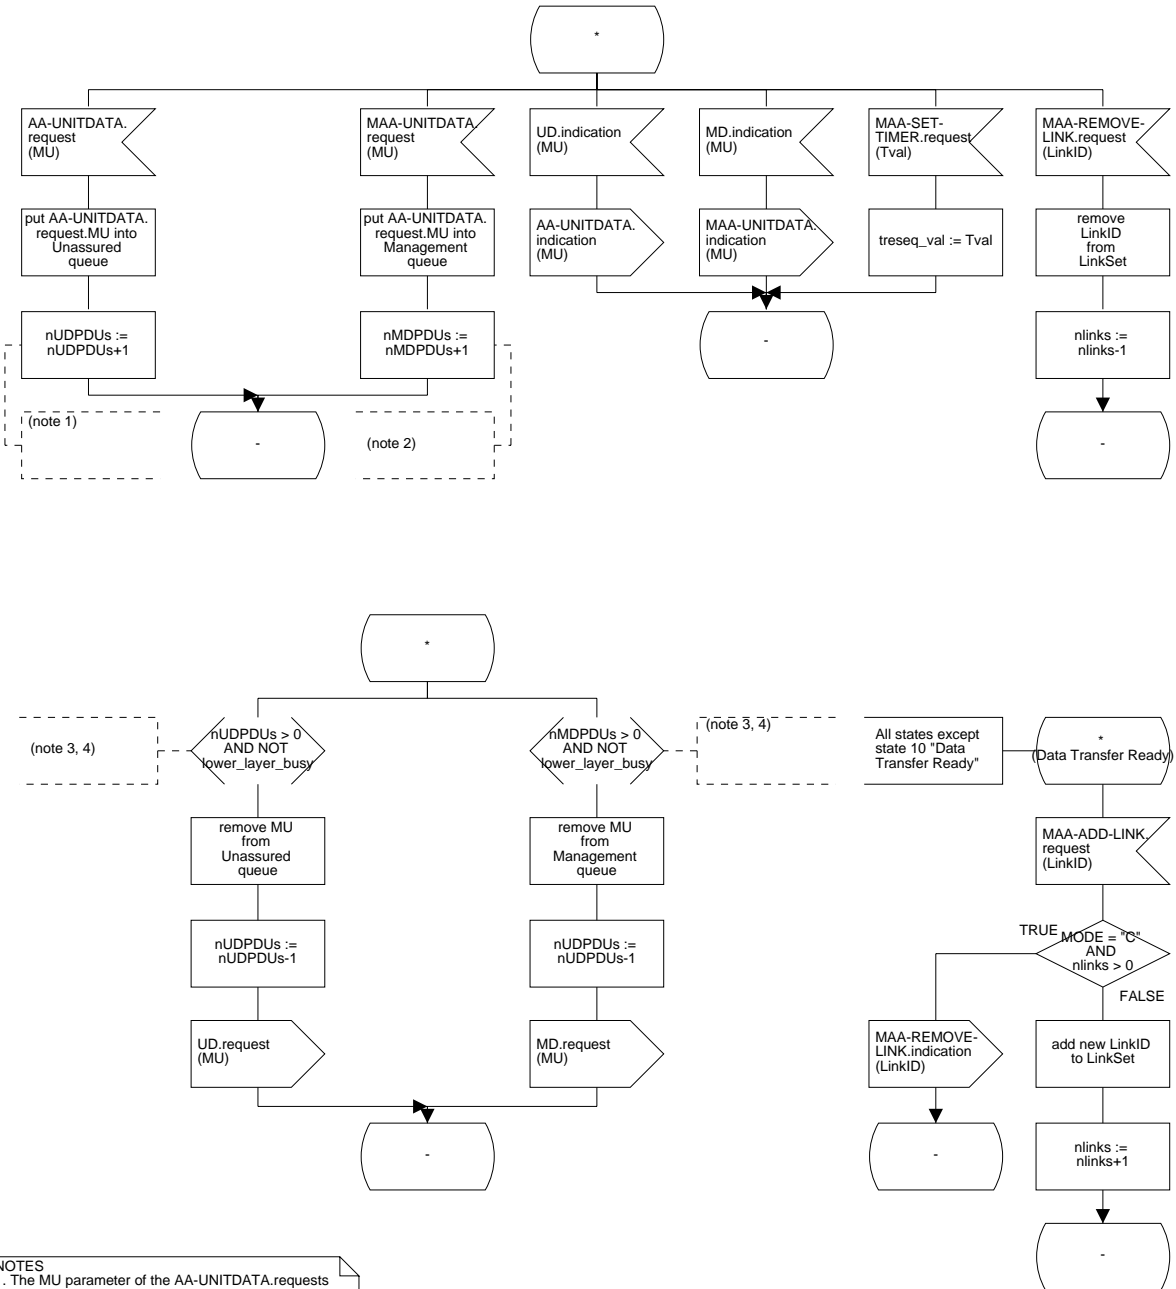 *
AA-UNITDATA.
request
(MU)
MAA-UNITDATA.
request
(MU)
UD.indication
(MU)
MD.indication
(MU)
MAA-SET-
TIMER.request
(Tval)
MAA-REMOVE-
LINK.request
(LinkID)
put AA-UNITDATA.
request.MU into
Unassured
queue
put AA-UNITDATA.
request.MU into
Management
queue
AA-UNITDATA.
indication
(MU)
MAA-UNITDATA.
indication
(MU)
treseq_val := Tval
remove
LinkID
from
LinkSet
nUDPDUs :=
nUDPDUs+1
nMDPDUs :=
nMDPDUs+1
-
nlinks :=
nlinks-1
(note 1)
-
(note 2)
-
*
(note 3, 4)
nUDPDUs > 0
AND NOT
lower_layer_busy
nMDPDUs > 0
AND NOT
lower_layer_busy
(note 3, 4)
All states except
state 10 "Data
Transfer Ready"
*
(Data Transfer Ready)
remove MU
from
Unassured
queue
remove MU
from
Management
queue
MAA-ADD-LINK.
request
(LinkID)
nUDPDUs :=
nUDPDUs-1
nUDPDUs :=
nUDPDUs-1
TRUE
MODE = "C"
AND
nlinks > 0
FALSE
UD.request
(MU)
MD.request
(MU)
MAA-REMOVE-
LINK.indication
(LinkID)
add new LinkID
to LinkSet
-
-
nlinks :=
nlinks+1
-
NOTES
. The MU parameter of the AA-UNITDATA.requests